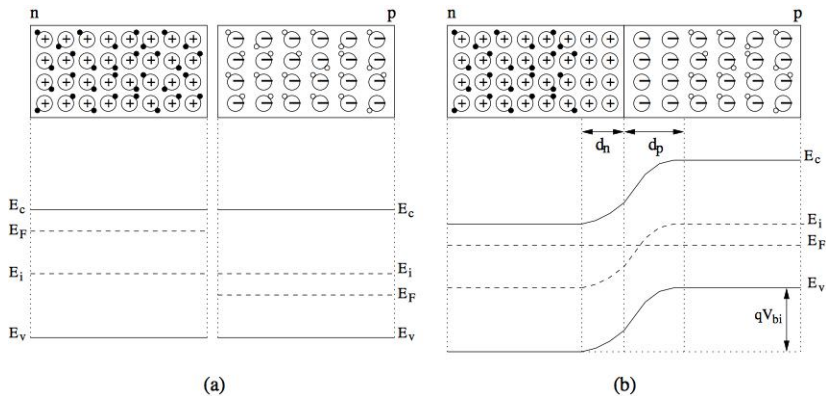 n
p
n
p
d_n
d_p
E_c
E_F
E_i
E_v
E_c
E_i
E_F
E_v
E_c
E_i
E_F
E_v
qV_bi
(a)
(b)